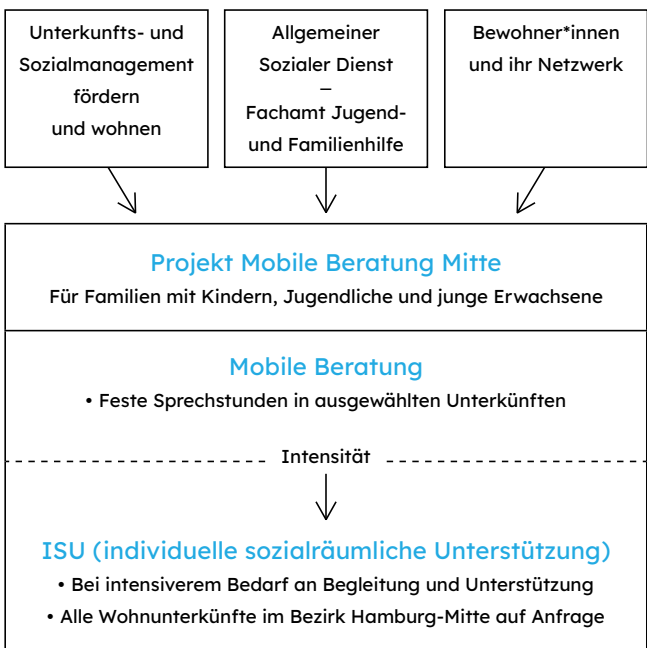 Unterkunfts- und
Sozialmanagement
fördern
und wohnen
Allgemeiner
Sozialer Dienst
–
Fachamt Jugend-
und Familienhilfe
Bewohner*innen
und ihr Netzwerk
Projekt Mobile Beratung Mitte
Für Familien mit Kindern, Jugendliche und junge Erwachsene
Mobile Beratung
• Feste Sprechstunden in ausgewählten Unterkünften
Intensität
ISU (individuelle sozialräumliche Unterstützung)
• Bei intensiverem Bedarf an Begleitung und Unterstützung
• Alle Wohnunterkünfte im Bezirk Hamburg-Mitte auf Anfrage